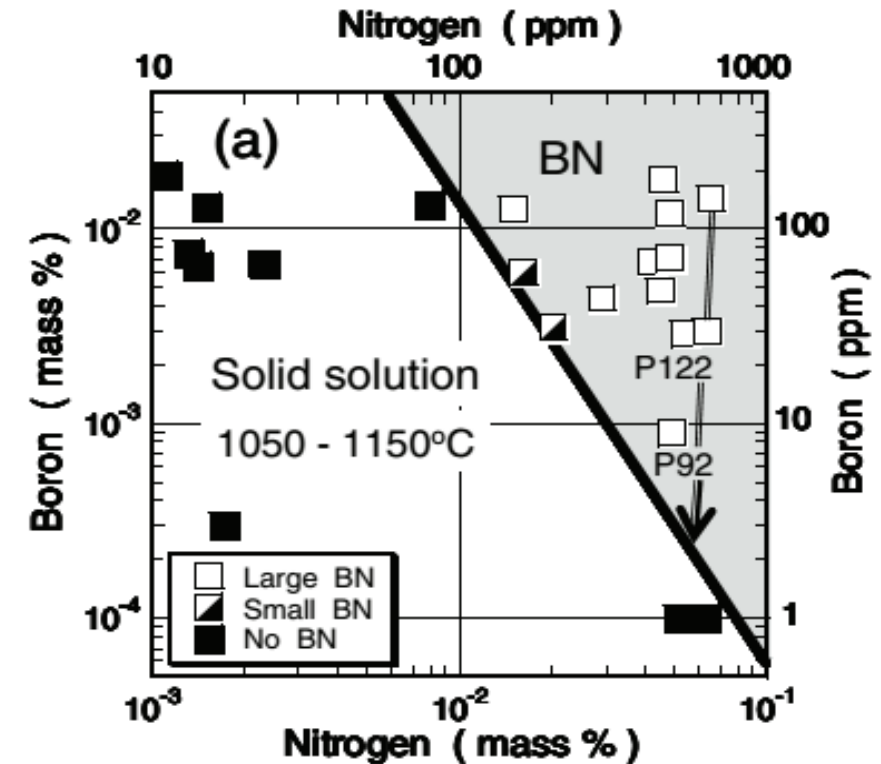 Nitrogen ( ppm )
10 100 1000
(a) BN
10⁻² 100
Boron ( mass % )
Boron ( ppm )
Solid solution
P122
10⁻³ 10
1050 - 1150ºC
P92
Large BN
Small BN
No BN
10⁻⁴ 1
10⁻³ 10⁻² 10⁻¹
Nitrogen ( mass % )